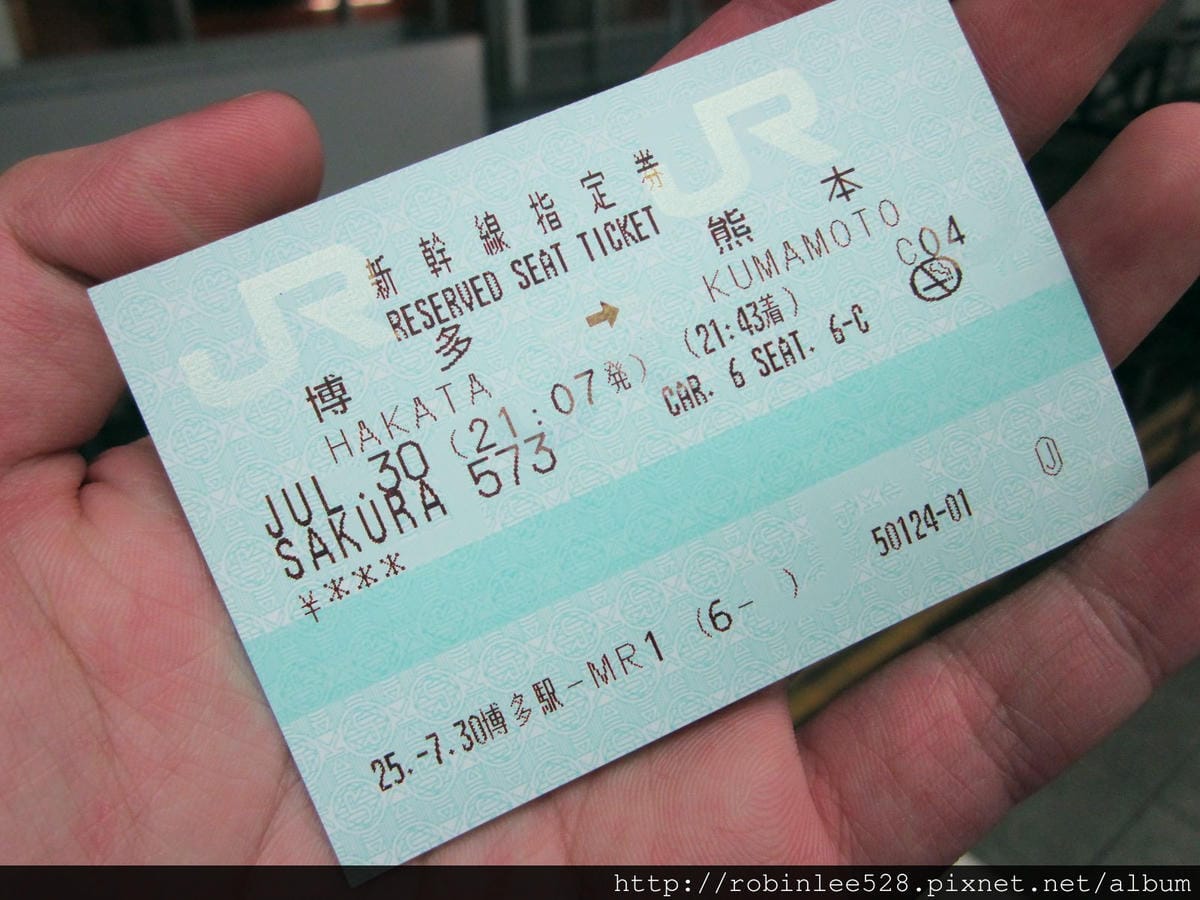 JR JR
新幹線指定券
RESERVED SEAT TICKET
博多 → 熊本
HAKATA KUMAMOTO
JUL.30 (21:07発) (21:43着) C04
SAKURA 573 CAR. 6 SEAT. 6-C
¥***
50124-01 Ⓙ
25.-7.30博多駅-MR1 (6- )
http://robinlee528.pixnet.net/album